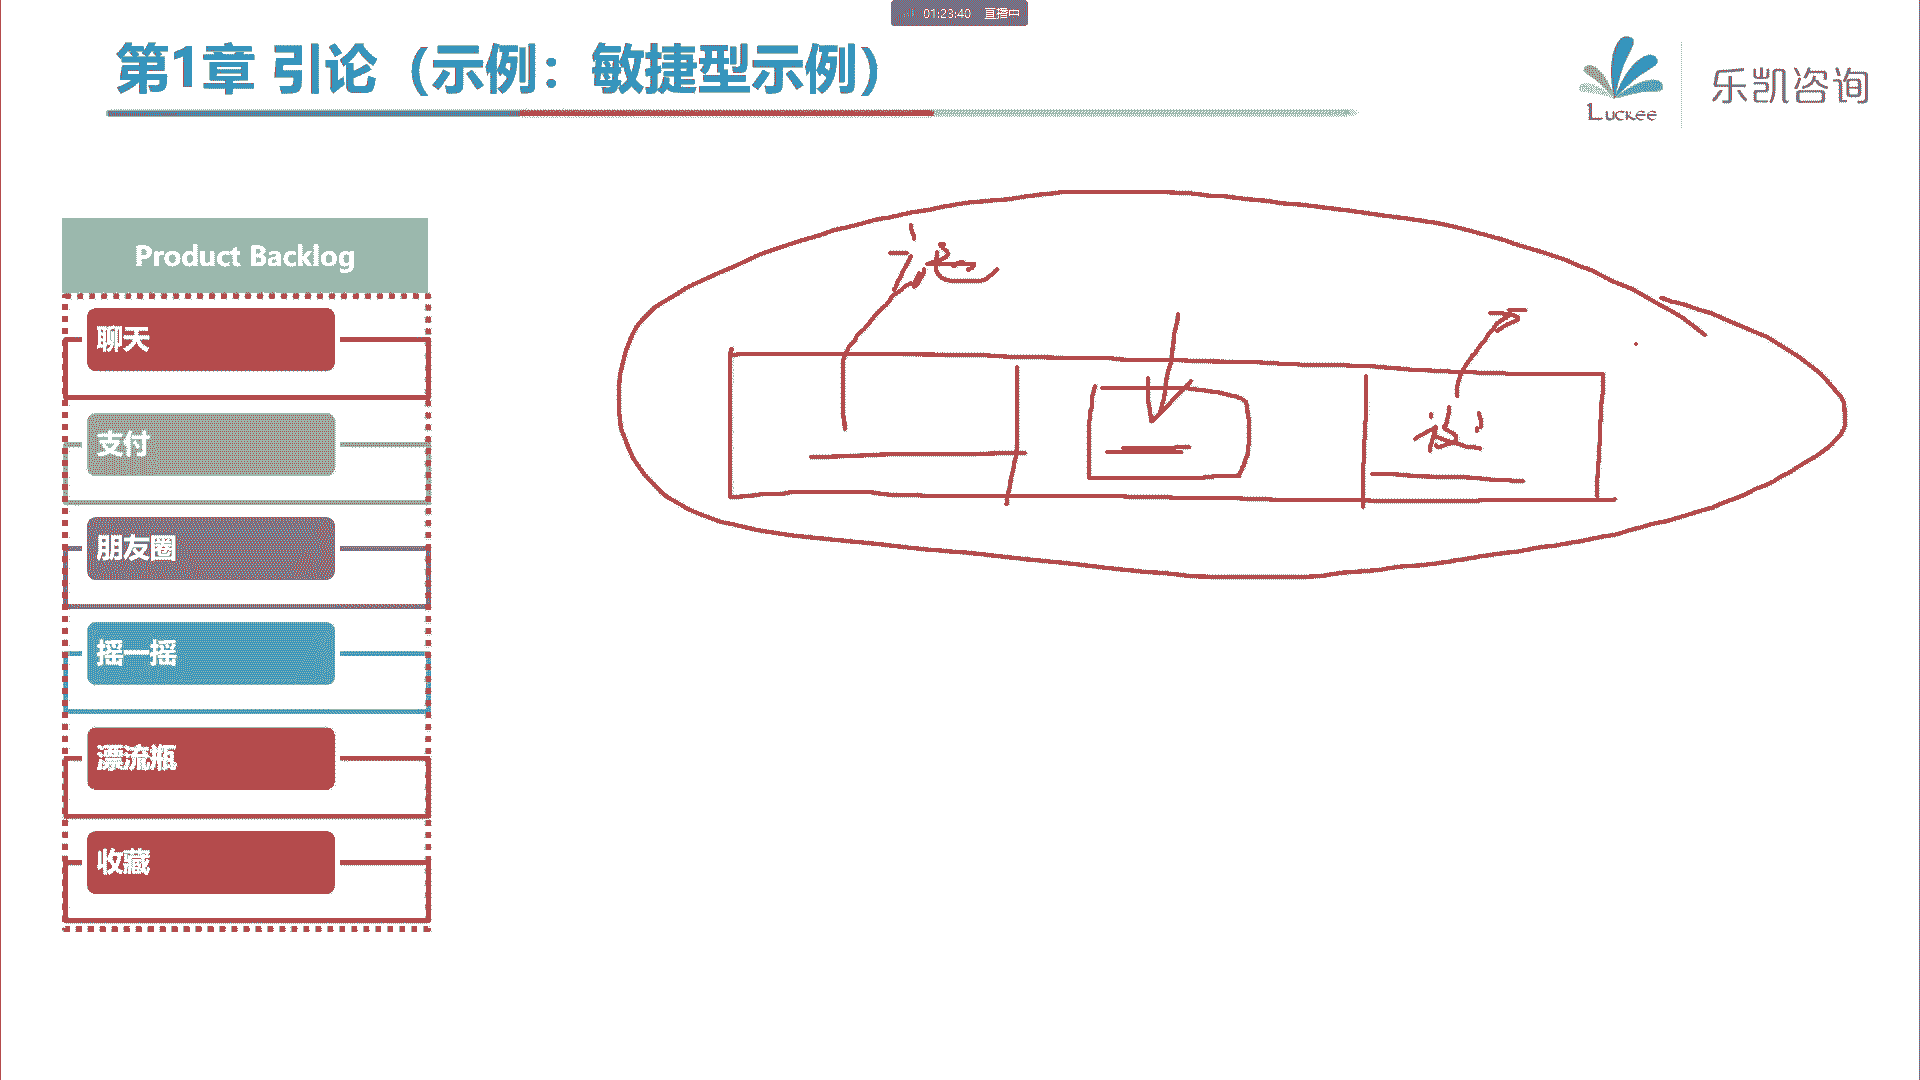 01:23:40 直播中
第1章 引论（示例：敏捷型示例）
Luckee
乐凯咨询
Product Backlog
聊天
支付
朋友圈
摇一摇
漂流瓶
收藏